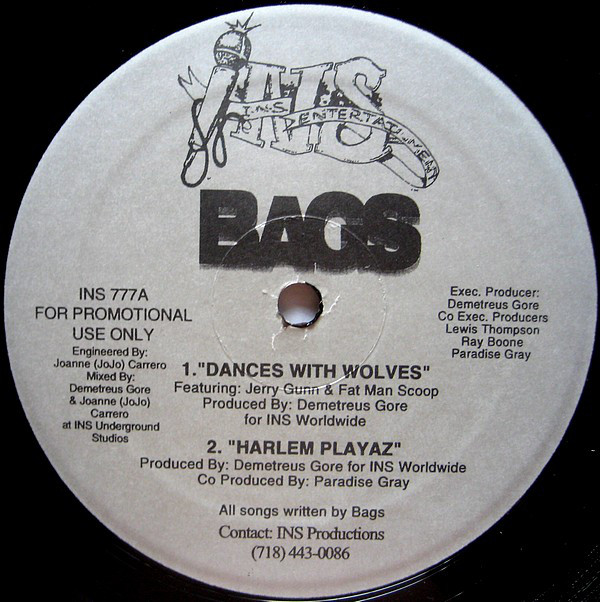 INS
I.N.S. ENTERTAINMENT
BAGS
INS 777A
FOR PROMOTIONAL
USE ONLY
Engineered By:
Joanne (JoJo) Carrero
Mixed By:
Demetreus Gore
& Joanne (JoJo)
Carrero
at INS Underground
Studios
Exec. Producer:
Demetreus Gore
Co Exec. Producers
Lewis Thompson
Ray Boone
Paradise Gray
1."DANCES WITH WOLVES"
Featuring: Jerry Gunn & Fat Man Scoop
Produced By: Demetreus Gore
for INS Worldwide
2. "HARLEM PLAYAZ"
Produced By: Demetreus Gore for INS Worldwide
Co Produced By: Paradise Gray
All songs written by Bags
Contact: INS Productions
(718) 443-0086